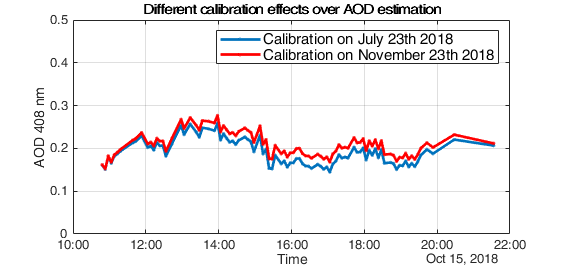 Different calibration effects over AOD estimation
0.5
Calibration on July 23th 2018
Calibration on November 23th 2018
0.4
0.3
AOD 408 nm
0.2
0.1
0
10:00 12:00 14:00 16:00 18:00 20:00 22:00
Time
Oct 15, 2018